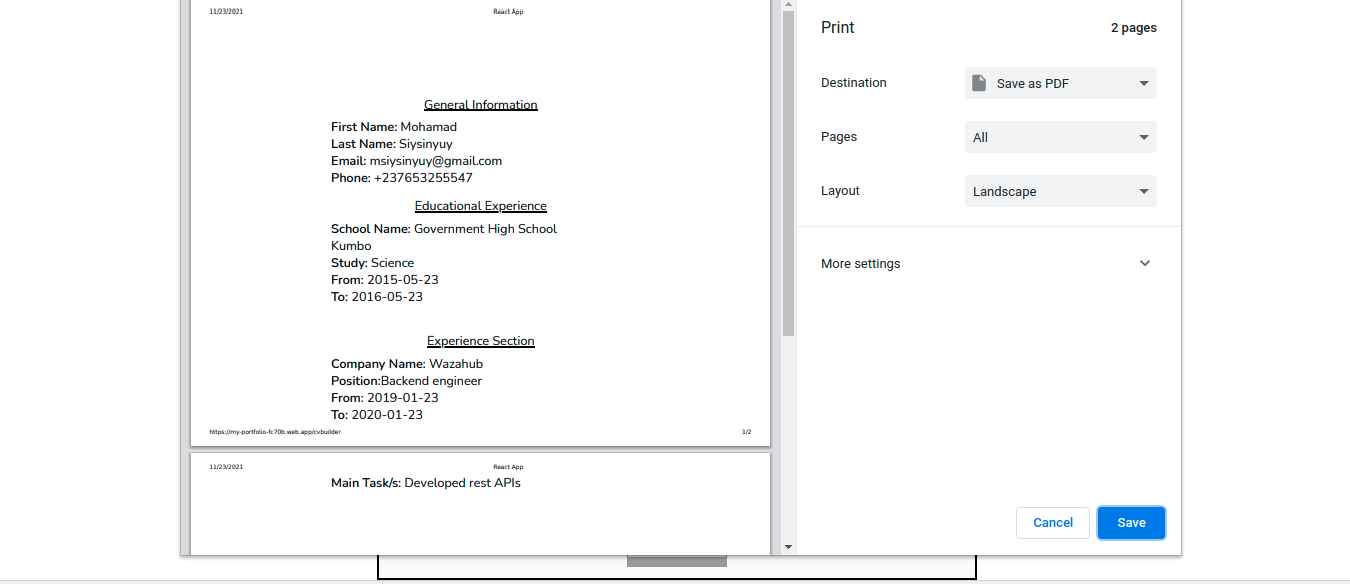 11/23/2021 React App
General Information
First Name: Mohamad
Last Name: Siysinyuy
Email: msiysinyuy@gmail.com
Phone: +237653255547
Educational Experience
School Name: Government High School
Kumbo
Study: Science
From: 2015-05-23
To: 2016-05-23
Experience Section
Company Name: Wazahub
Position:Backend engineer
From: 2019-01-23
To: 2020-01-23
https://my-portfolio-fc70b.web.app/cvbuilder 1/2
11/23/2021 React App
Main Task/s: Developed rest APIs
Print 2 pages
Destination Save as PDF
Pages All
Layout Landscape
More settings
Cancel Save